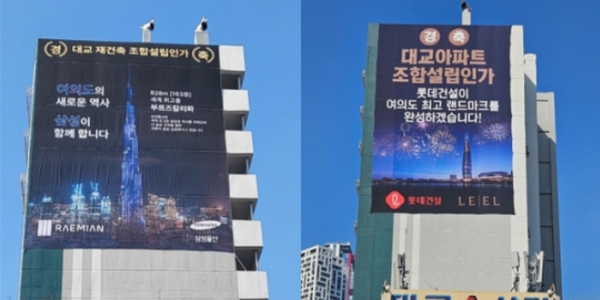 경 대교 재건축 조합설립인가 축
여의도의
새로운 역사
삼성이
함께 합니다
828m (163층)
세계 최고층
부르즈칼리파
RAEMIAN
SAMSUNG
삼성물산
경 축
대교아파트
조합설립인가
롯데건설이
여의도 최고 랜드마크를
완성하겠습니다!
롯데건설 LE|EL